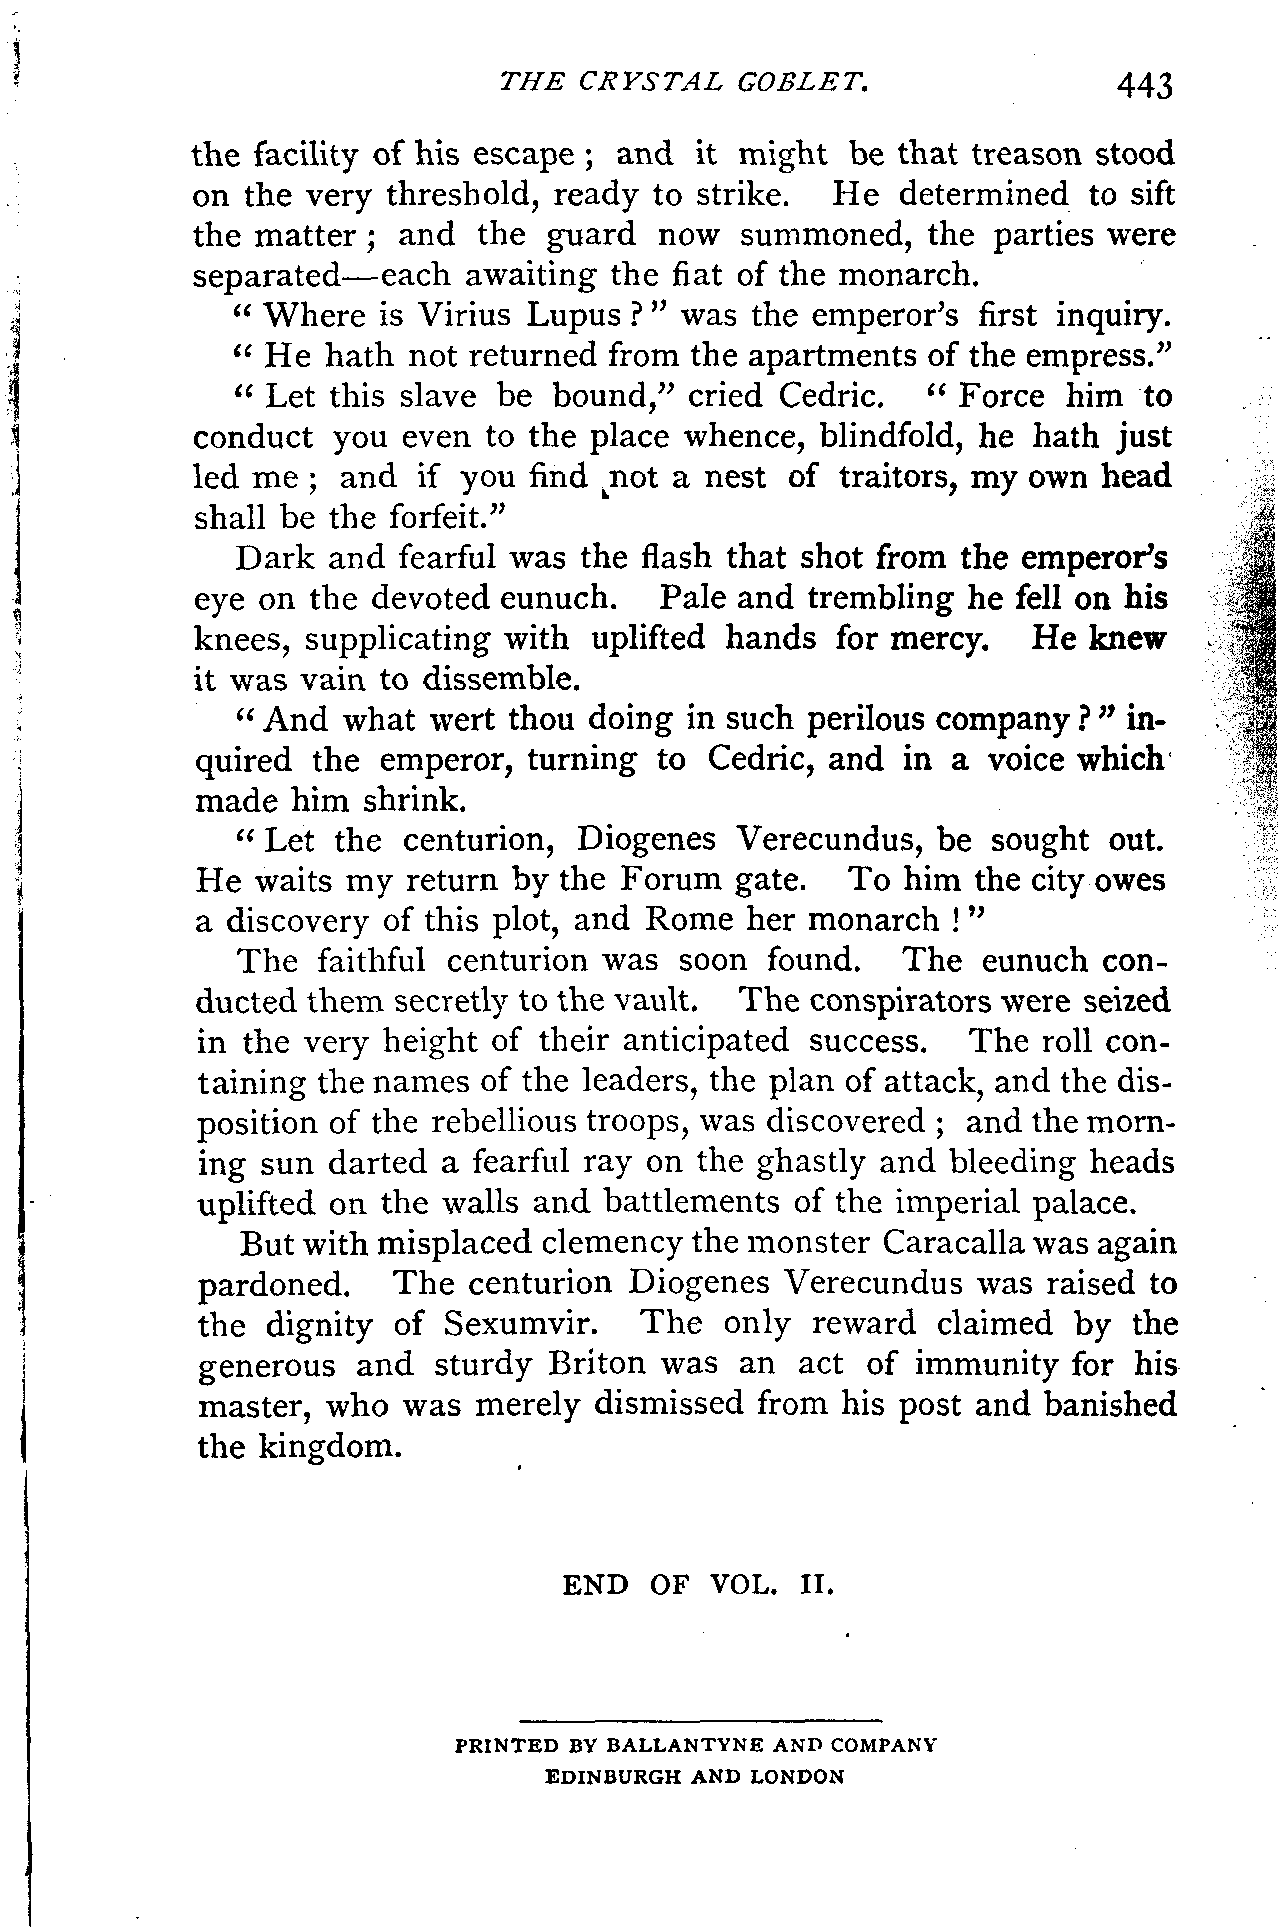 THE CRYSTAL GOBLET. 443
the facility of his escape ; and it might be that treason stood
on the very threshold, ready to strike. He determined to sift
the matter ; and the guard now summoned, the parties were
separated—each awaiting the fiat of the monarch.
“ Where is Virius Lupus ? ” was the emperor’s first inquiry.
“ He hath not returned from the apartments of the empress.”
“ Let this slave be bound,” cried Cedric. “ Force him to
conduct you even to the place whence, blindfold, he hath just
led me ; and if you find not a nest of traitors, my own head
shall be the forfeit.”
Dark and fearful was the flash that shot from the emperor’s
eye on the devoted eunuch. Pale and trembling he fell on his
knees, supplicating with uplifted hands for mercy. He knew
it was vain to dissemble.
“ And what wert thou doing in such perilous company ? ” in-
quired the emperor, turning to Cedric, and in a voice which
made him shrink.
“ Let the centurion, Diogenes Verecundus, be sought out.
He waits my return by the Forum gate. To him the city owes
a discovery of this plot, and Rome her monarch ! ”
The faithful centurion was soon found. The eunuch con-
ducted them secretly to the vault. The conspirators were seized
in the very height of their anticipated success. The roll con-
taining the names of the leaders, the plan of attack, and the dis-
position of the rebellious troops, was discovered ; and the morn-
ing sun darted a fearful ray on the ghastly and bleeding heads
uplifted on the walls and battlements of the imperial palace.
But with misplaced clemency the monster Caracalla was again
pardoned. The centurion Diogenes Verecundus was raised to
the dignity of Sexumvir. The only reward claimed by the
generous and sturdy Briton was an act of immunity for his
master, who was merely dismissed from his post and banished
the kingdom.
END OF VOL. II.
PRINTED BY BALLANTYNE AND COMPANY
EDINBURGH AND LONDON